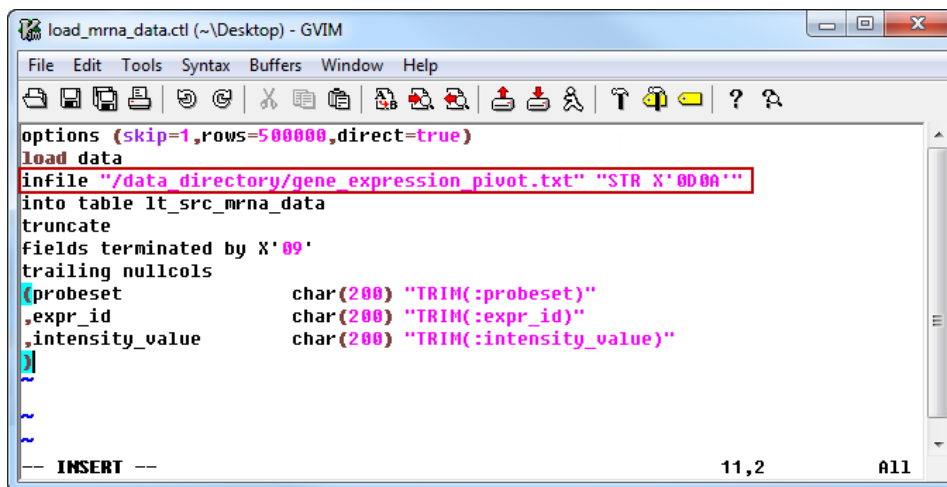 load_mrna_data.ctl (~\Desktop) - GVIM
File Edit Tools Syntax Buffers Window Help
options (skip=1,rows=500000,direct=true)
load data
infile "/data_directory/gene_expression_pivot.txt" "STR X'0D0A'"
into table lt_src_mrna_data
truncate
fields terminated by X'09'
trailing nullcols
(probeset char(200) "TRIM(:probeset)"
,expr_id char(200) "TRIM(:expr_id)"
,intensity_value char(200) "TRIM(:intensity_value)"
)
~
~
~
~
-- INSERT -- 11,2 All